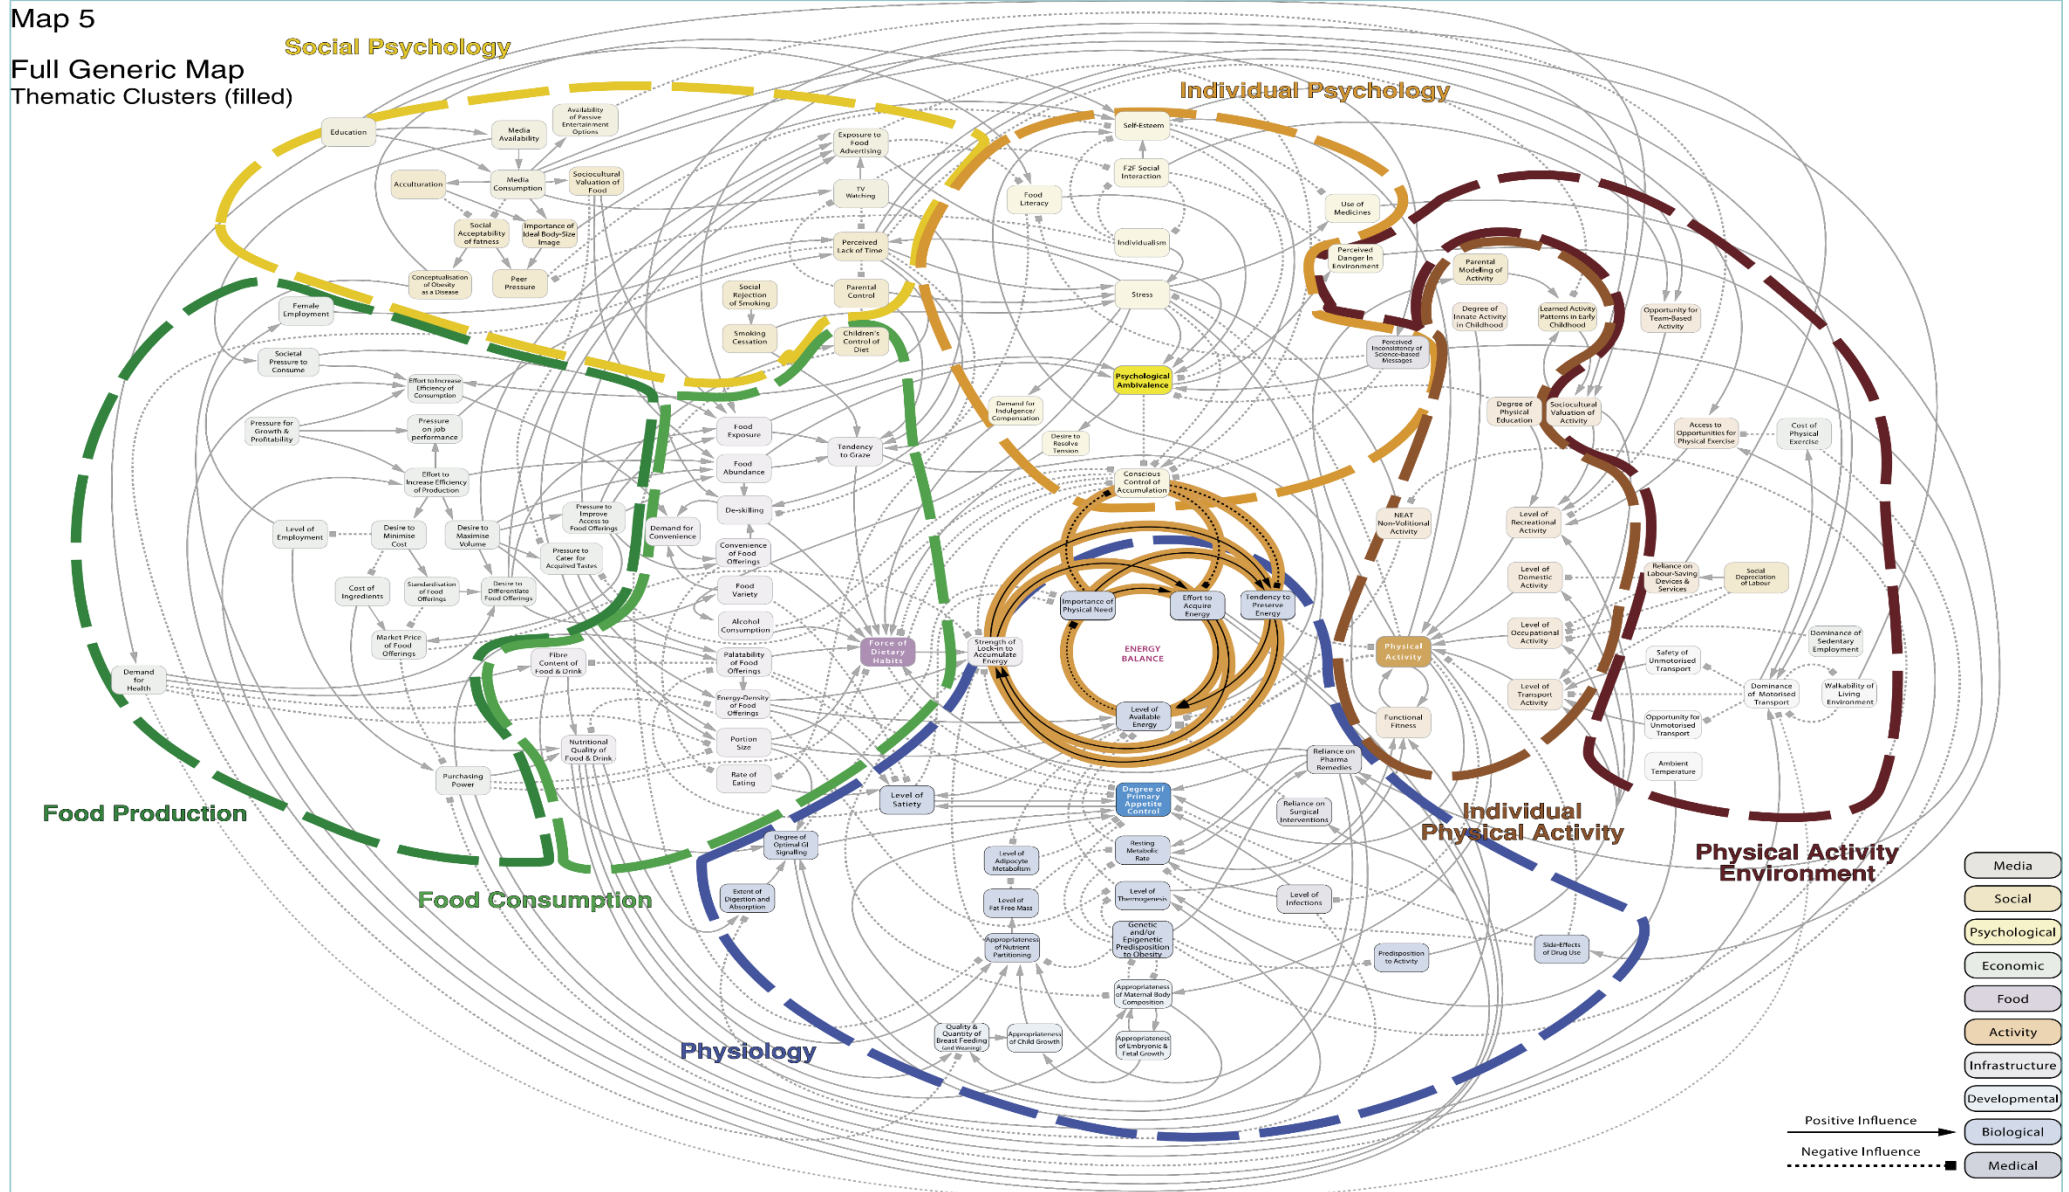 Map 5
Full Generic Map
Thematic Clusters (filled)
Social Psychology
Individual Psychology
Education
Media
Availability
Availability
of Passive
Entertainment
Options
Acculturation
Media
Consumption
Sociocultural
Valuation of
Food
Social
Acceptability
of fatness
Importance of
Ideal Body-Size
Image
Conceptualisation
of Obesity
as a Disease
Peer
Pressure
Exposure to
Food
Advertising
TV
Watching
Perceived
Lack of Time
Parental
Control
Children's
Control of
Diet
Social
Rejection
of Smoking
Smoking
Cessation
Self-Esteem
F2F Social
Interaction
Food
Literacy
Individualism
Stress
Use of
Medicines
Perceived
Danger In
Environment
Perceived
Inconsistency of
Science-based
Messages
Psychological
Ambivalence
Demand for
Indulgence/
Compensation
Desire to
Resolve
Tension
Conscious
Control of
Accumulation
Parental
Modelling of
Activity
Degree of
Innate Activity
in Childhood
Learned Activity
Patterns in Early
Childhood
Opportunity for
Team-Based
Activity
Degree of
Physical
Education
Sociocultural
Valuation of
Activity
Access to
Opportunities for
Physical Exercise
Cost of
Physical
Exercise
Female
Employment
Societal
Pressure to
Consume
Effort to Increase
Efficiency of
Consumption
Pressure for
Growth &
Profitability
Pressure
on job
performance
Effort to
Increase Efficiency
of Production
Level of
Employment
Desire to
Minimise
Cost
Desire to
Maximise
Volume
Pressure to
Improve
Access to
Food Offerings
Pressure to
Cater for
Acquired Tastes
Cost of
Ingredients
Standardisation
of Food
Offerings
Desire to
Differentiate
Food Offerings
Market Price
of Food
Offerings
Demand
for
Health
Purchasing
Power
Food
Exposure
Food
Abundance
De-skilling
Demand for
Convenience
Convenience
of Food
Offerings
Food
Variety
Alcohol
Consumption
Palatability
of Food
Offerings
Energy-Density
of Food
Offerings
Portion
Size
Rate of
Eating
Tendency
to Graze
Fibre
Content of
Food & Drink
Nutritional
Quality of
Food & Drink
Force of
Dietary
Habits
Strength of
Lock-in to
Accumulate
Energy
Importance of
Physical Need
Effort to
Acquire
Energy
Tendency to
Preserve
Energy
ENERGY
BALANCE
Level of
Available
Energy
NEAT
Non-Volitional
Activity
Level of
Recreational
Activity
Level of
Domestic
Activity
Level of
Occupational
Activity
Level of
Transport
Activity
Physical
Activity
Functional
Fitness
Reliance on
Labour-Saving
Devices &
Services
Social
Depreciation
of Labour
Dominance of
Sedentary
Employment
Safety of
Unmotorised
Transport
Dominance
of Motorised
Transport
Walkability of
Living
Environment
Opportunity for
Unmotorised
Transport
Ambient
Temperature
Food Production
Food Consumption
Physiology
Individual
Physical Activity
Physical Activity
Environment
Level of
Satiety
Degree of
Primary
Appetite
Control
Reliance on
Pharma
Remedies
Reliance on
Surgical
Interventions
Degree of
Optimal GI
Signalling
Extent of
Digestion and
Absorption
Level of
Adipocyte
Metabolism
Level of
Fat Free Mass
Appropriateness
of Nutrient
Partitioning
Resting
Metabolic
Rate
Level of
Thermogenesis
Genetic
and/or
Epigenetic
Predisposition
to Obesity
Level of
Infections
Predisposition
to Activity
Side-Effects
of Drug Use
Appropriateness
of Maternal Body
Composition
Quality &
Quantity of
Breast Feeding
(and Weaning)
Appropriateness
of Child Growth
Appropriateness
of Embryonic &
Fetal Growth
Media
Social
Psychological
Economic
Food
Activity
Infrastructure
Developmental
Biological
Medical
Positive Influence
Negative Influence